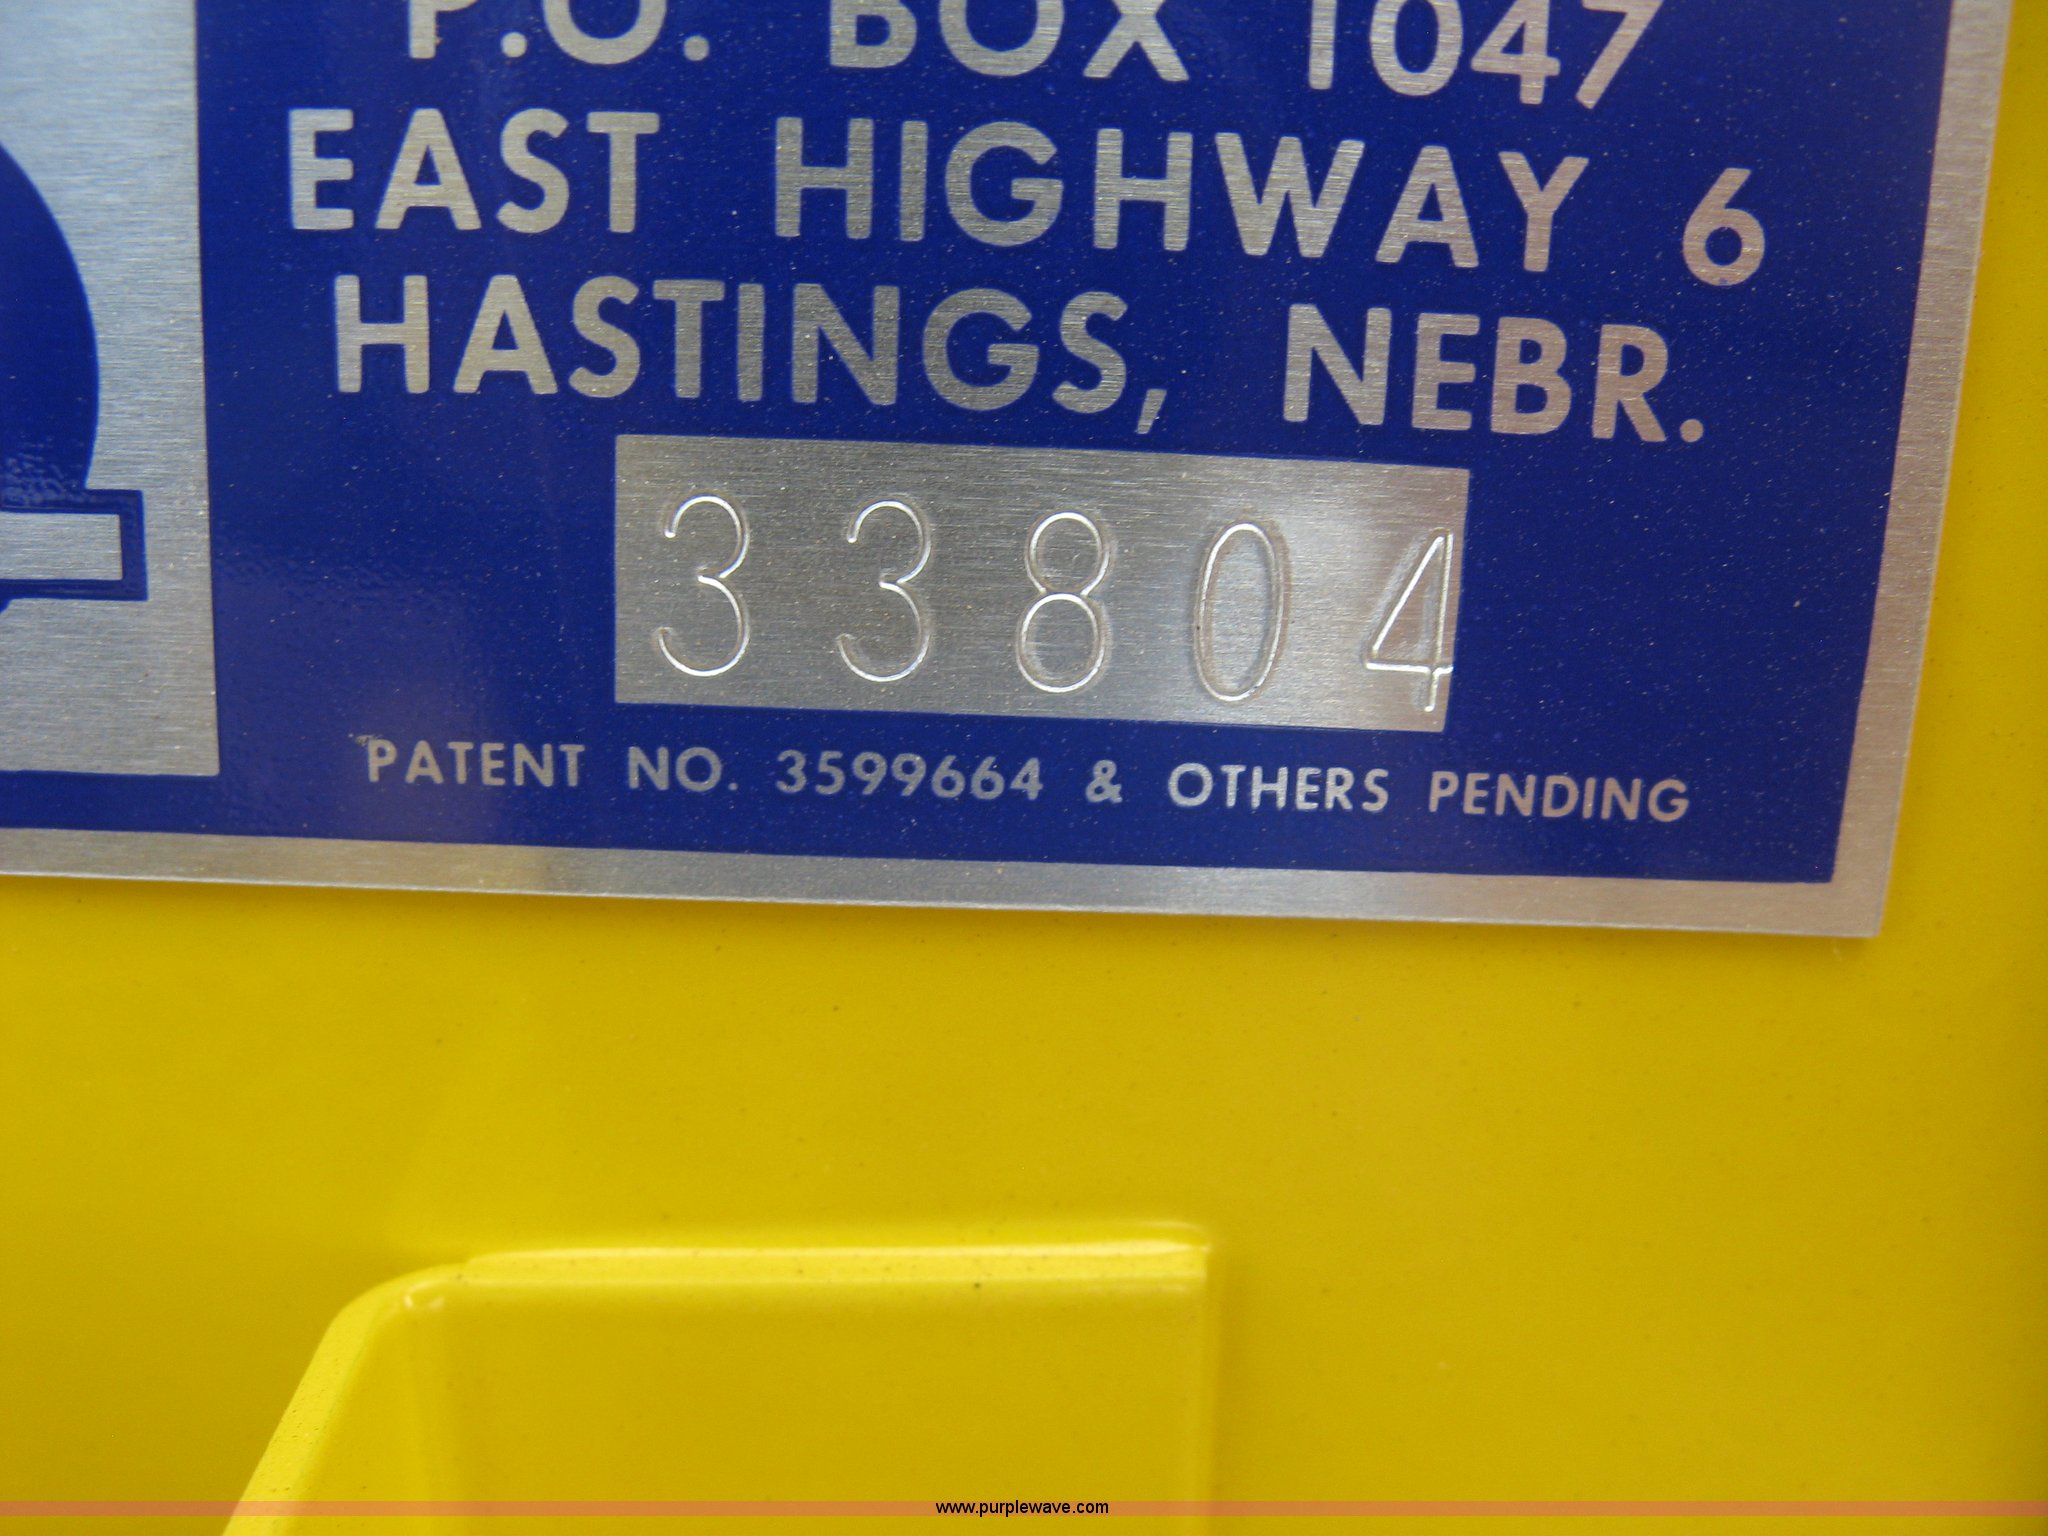 P.O. BOX 1047
EAST HIGHWAY 6
HASTINGS, NEBR.
33804
PATENT NO. 3599664 & OTHERS PENDING
www.purplewave.com